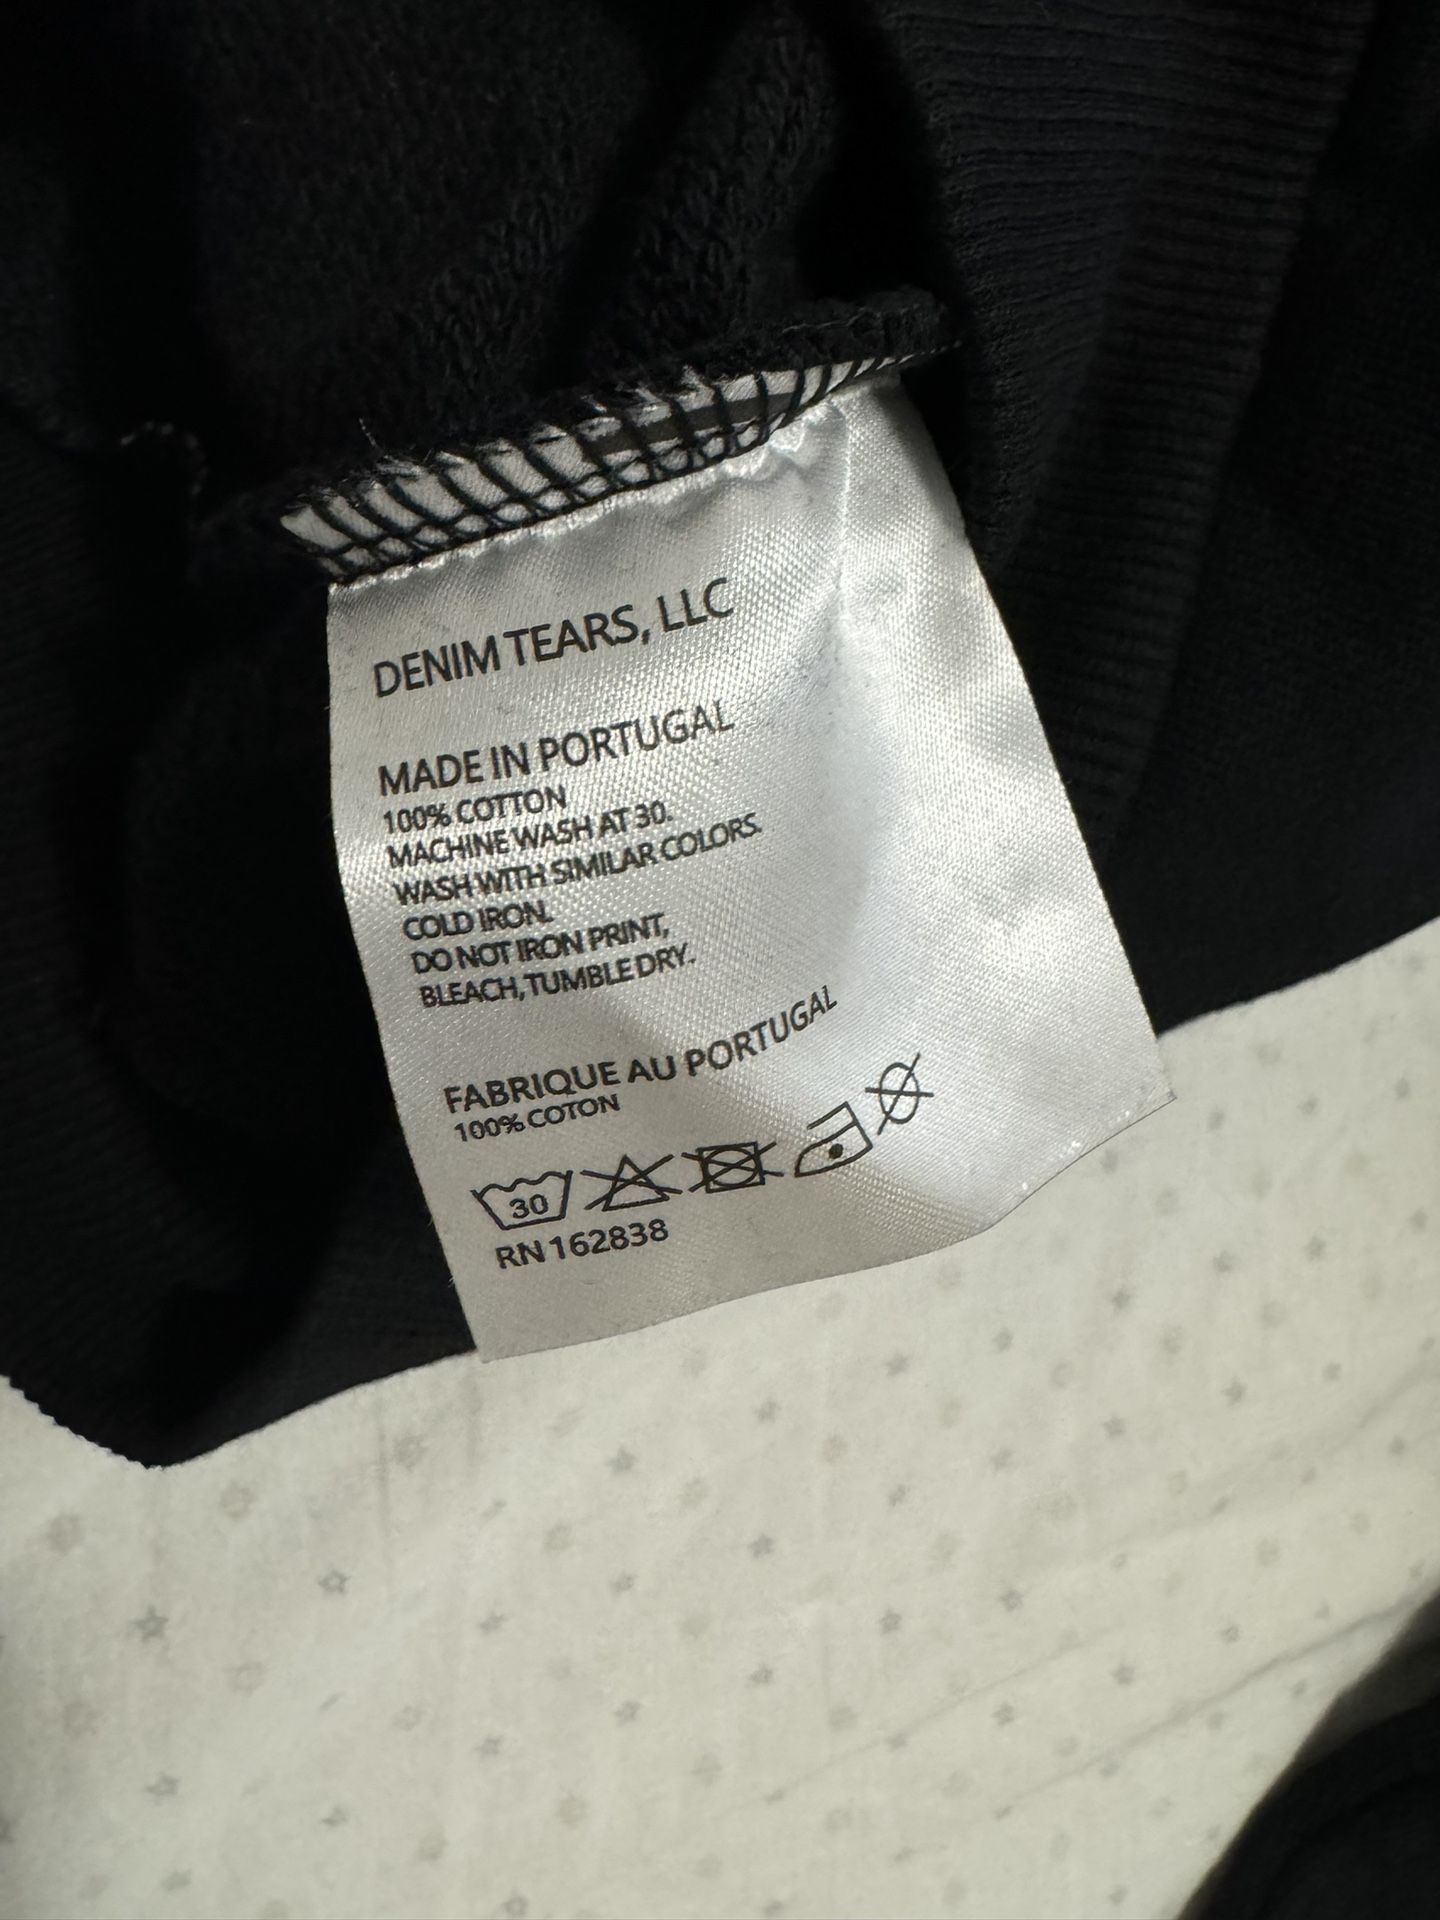 DENIM TEARS, LLC
MADE IN PORTUGAL
100% COTTON
MACHINE WASH AT 30.
WASH WITH SIMILAR COLORS.
COLD IRON.
DO NOT IRON PRINT,
BLEACH, TUMBLE DRY.
FABRIQUE AU PORTUGAL
100% COTON
30
RN 162838